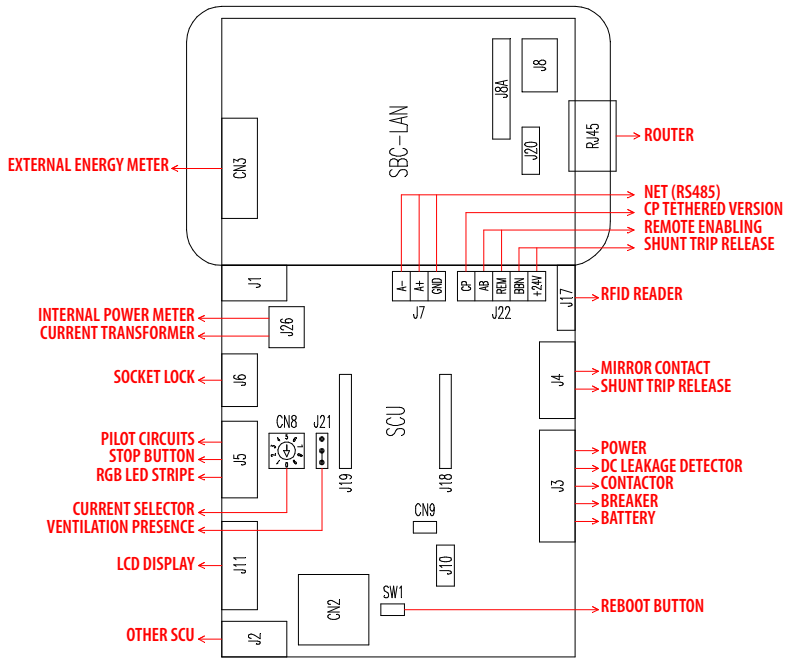 J8
J8A
SBC-LAN
RJ45
ROUTER
J20
CN3
EXTERNAL ENERGY METER
NET (RS485)
CP TETHERED VERSION
REMOTE ENABLING
SHUNT TRIP RELEASE
J1
A-
A+
GND
CP
AB
REM
BBN
+24V
J17
RFID READER
J7
J22
INTERNAL POWER METER
CURRENT TRANSFORMER
J26
SOCKET LOCK
J6
J4
MIRROR CONTACT
SHUNT TRIP RELEASE
SCU
CN8
J21
PILOT CIRCUITS
STOP BUTTON
RGB LED STRIPE
J5
J19
J18
J3
POWER
DC LEAKAGE DETECTOR
CONTACTOR
BREAKER
BATTERY
CURRENT SELECTOR
VENTILATION PRESENCE
CN9
LCD DISPLAY
J11
J10
CN2
SW1
REBOOT BUTTON
OTHER SCU
J2